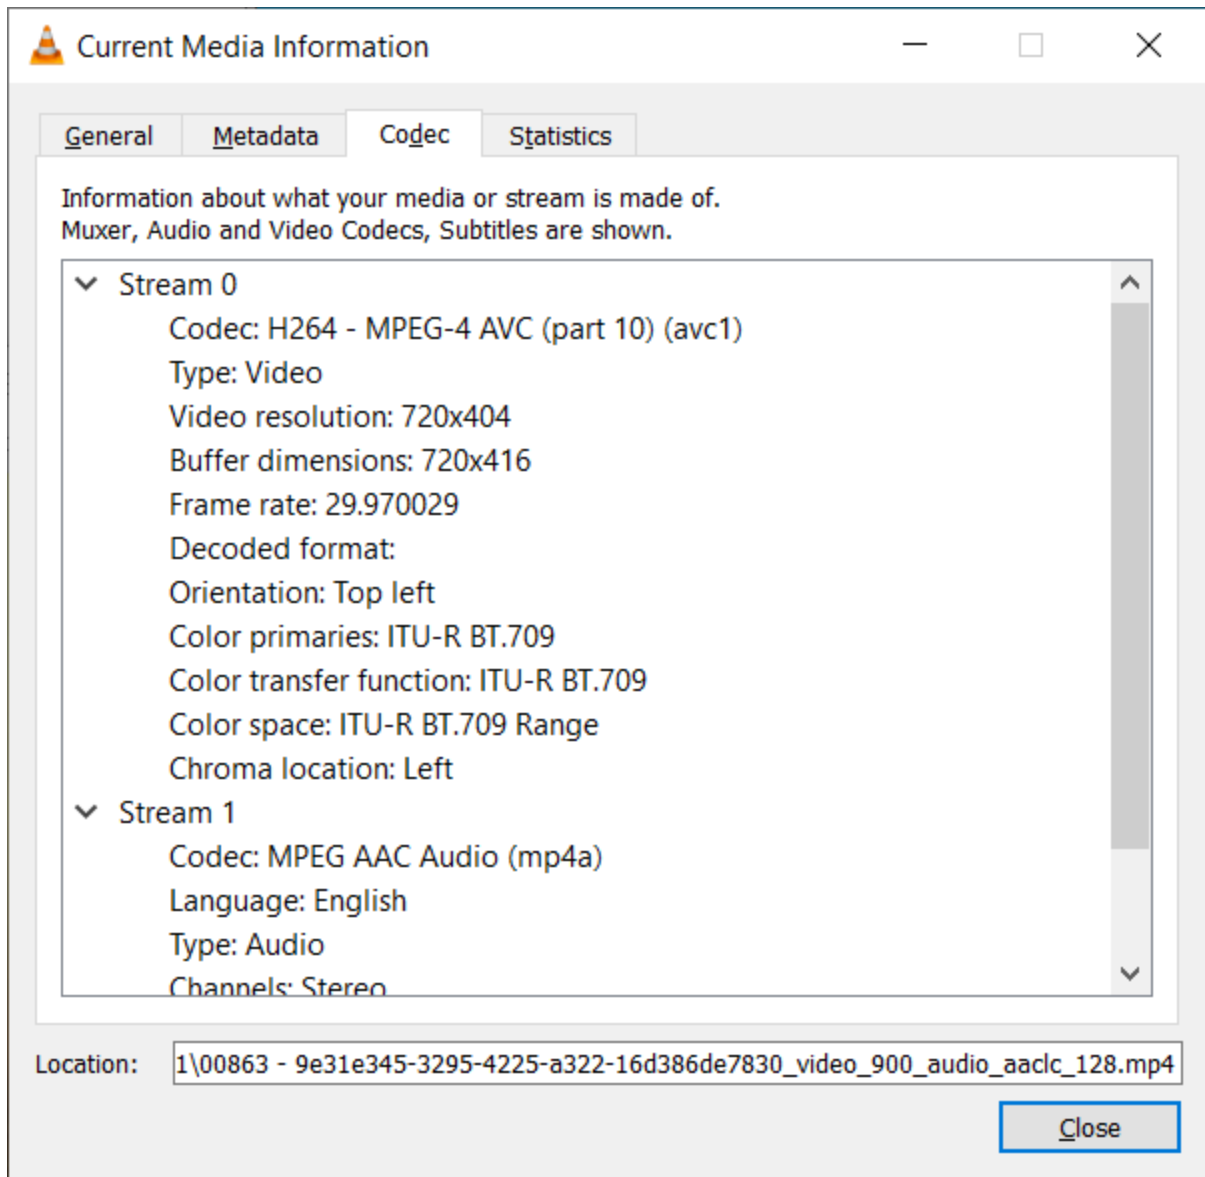 Current Media Information
General Metadata Codec Statistics
Information about what your media or stream is made of.
Muxer, Audio and Video Codecs, Subtitles are shown.
Stream 0
Codec: H264 - MPEG-4 AVC (part 10) (avc1)
Type: Video
Video resolution: 720x404
Buffer dimensions: 720x416
Frame rate: 29.970029
Decoded format:
Orientation: Top left
Color primaries: ITU-R BT.709
Color transfer function: ITU-R BT.709
Color space: ITU-R BT.709 Range
Chroma location: Left
Stream 1
Codec: MPEG AAC Audio (mp4a)
Language: English
Type: Audio
Channels: Stereo
Location: 1\00863 - 9e31e345-3295-4225-a322-16d386de7830_video_900_audio_aaclc_128.mp4
Close